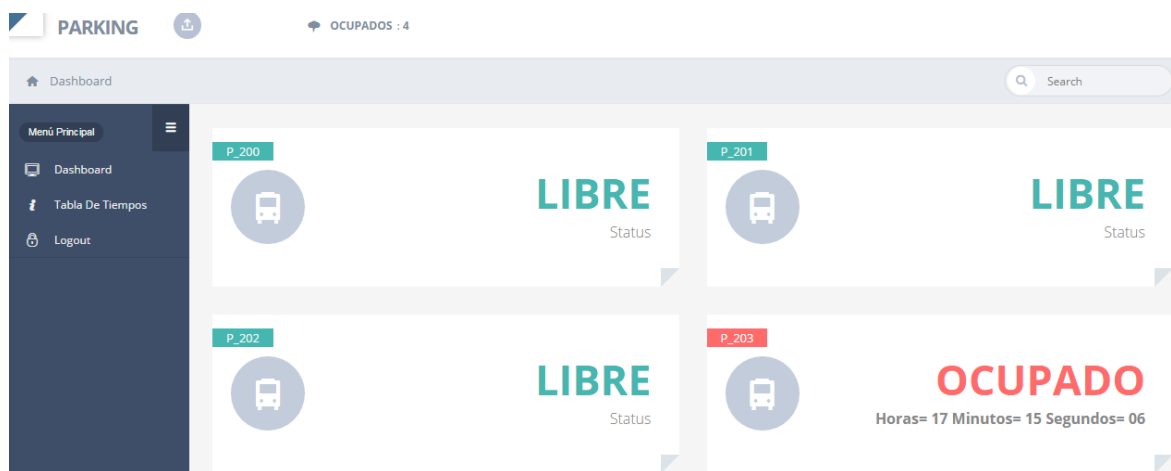 PARKING
OCUPADOS : 4
Dashboard
Search
Menú Principal
Dashboard
Tabla De Tiempos
Logout
P_200
LIBRE
Status
P_201
LIBRE
Status
P_202
LIBRE
Status
P_203
OCUPADO
Horas= 17 Minutos= 15 Segundos= 06